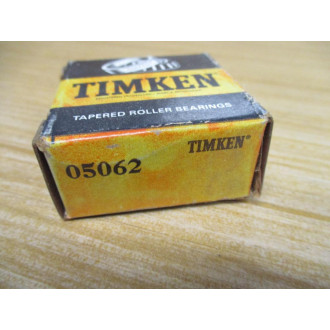 TIMKEN
TAPERED ROLLER BEARINGS
05062
TIMKEN®